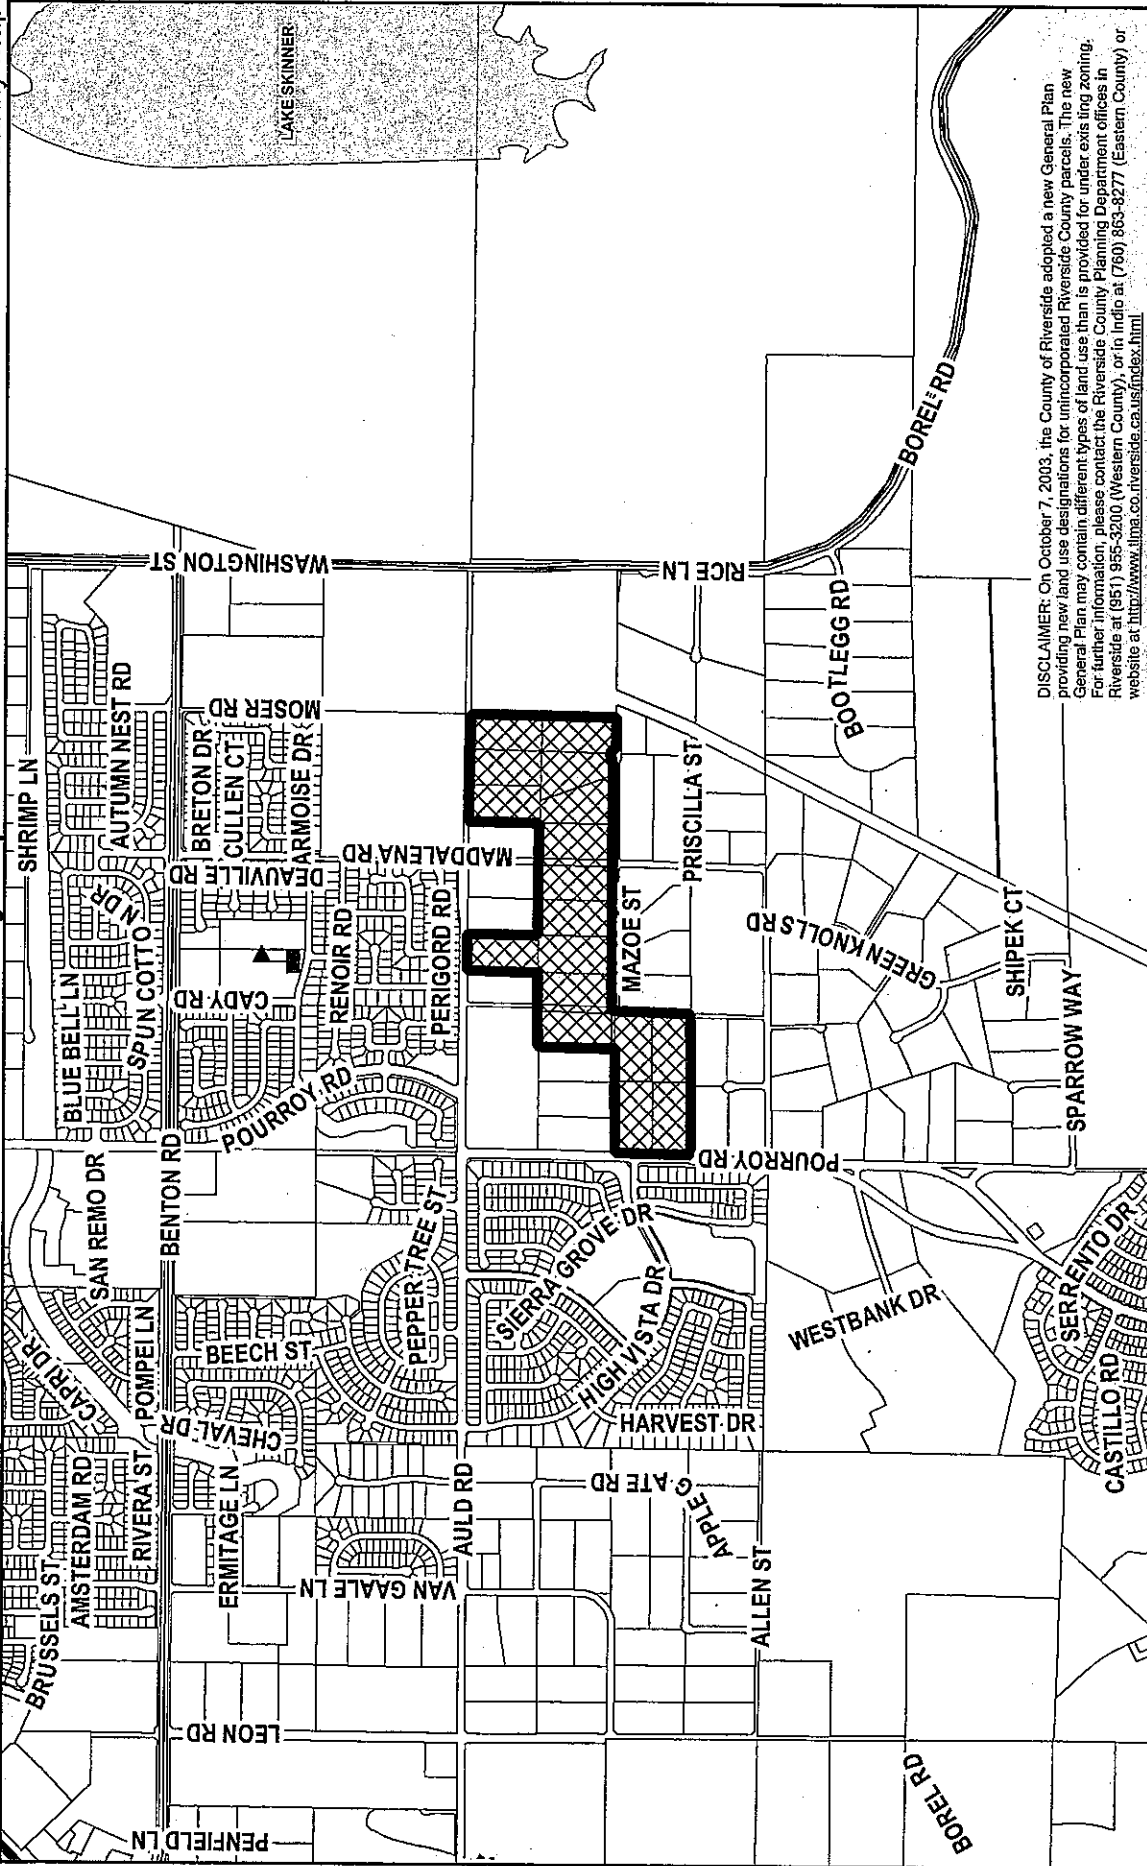 LAKE SKINNER
SHRIMP LN
WASHINGTON ST
AUTUMN NEST RD
MOSER RD
BRETON DR
CULLEN CT
ARMOISE DR
DEAUVILLE RD
SPUN COTTON DR
BLUE BELL LN
CADY RD
RENOIR RD
PERIGORD RD
MADDALENA RD
POURROY RD
BENTON RD
SAN REMO DR
CAPRI DR
POMPEI LN
BEECH ST
PEPPER TREE ST
CHEVAL DR
RIVERA ST
AMSTERDAM RD
BRUSSELS ST
ERMITAGE LN
VAN GAALE LN
AULD RD
LEON RD
PENFIELD LN
RICE LN
BOREL RD
BOOTLEGG RD
PRISCILLA ST
MAZOE ST
GREEN KNOLLS RD
SHIPEK CT
SPARROW WAY
POURROY RD
SIERRA GROVE DR
HIGH VISTA DR
HARVEST DR
WESTBANK DR
SERRENTO DR
CASTILLO RD
APPLE GATE RD
ALLEN ST
BOREL RD
DISCLAIMER: On October 7, 2003, the County of Riverside adopted a new General Plan
providing new land use designations for unincorporated Riverside County parcels. The new
General Plan may contain different types of land use than is provided for under existing zoning.
For further information, please contact the Riverside County Planning Department offices in
Riverside at (951) 955-3200 (Western County), or in Indio at (760) 863-8277 (Eastern County) or
website at http://www.tlma.co.riverside.ca.us/index.html